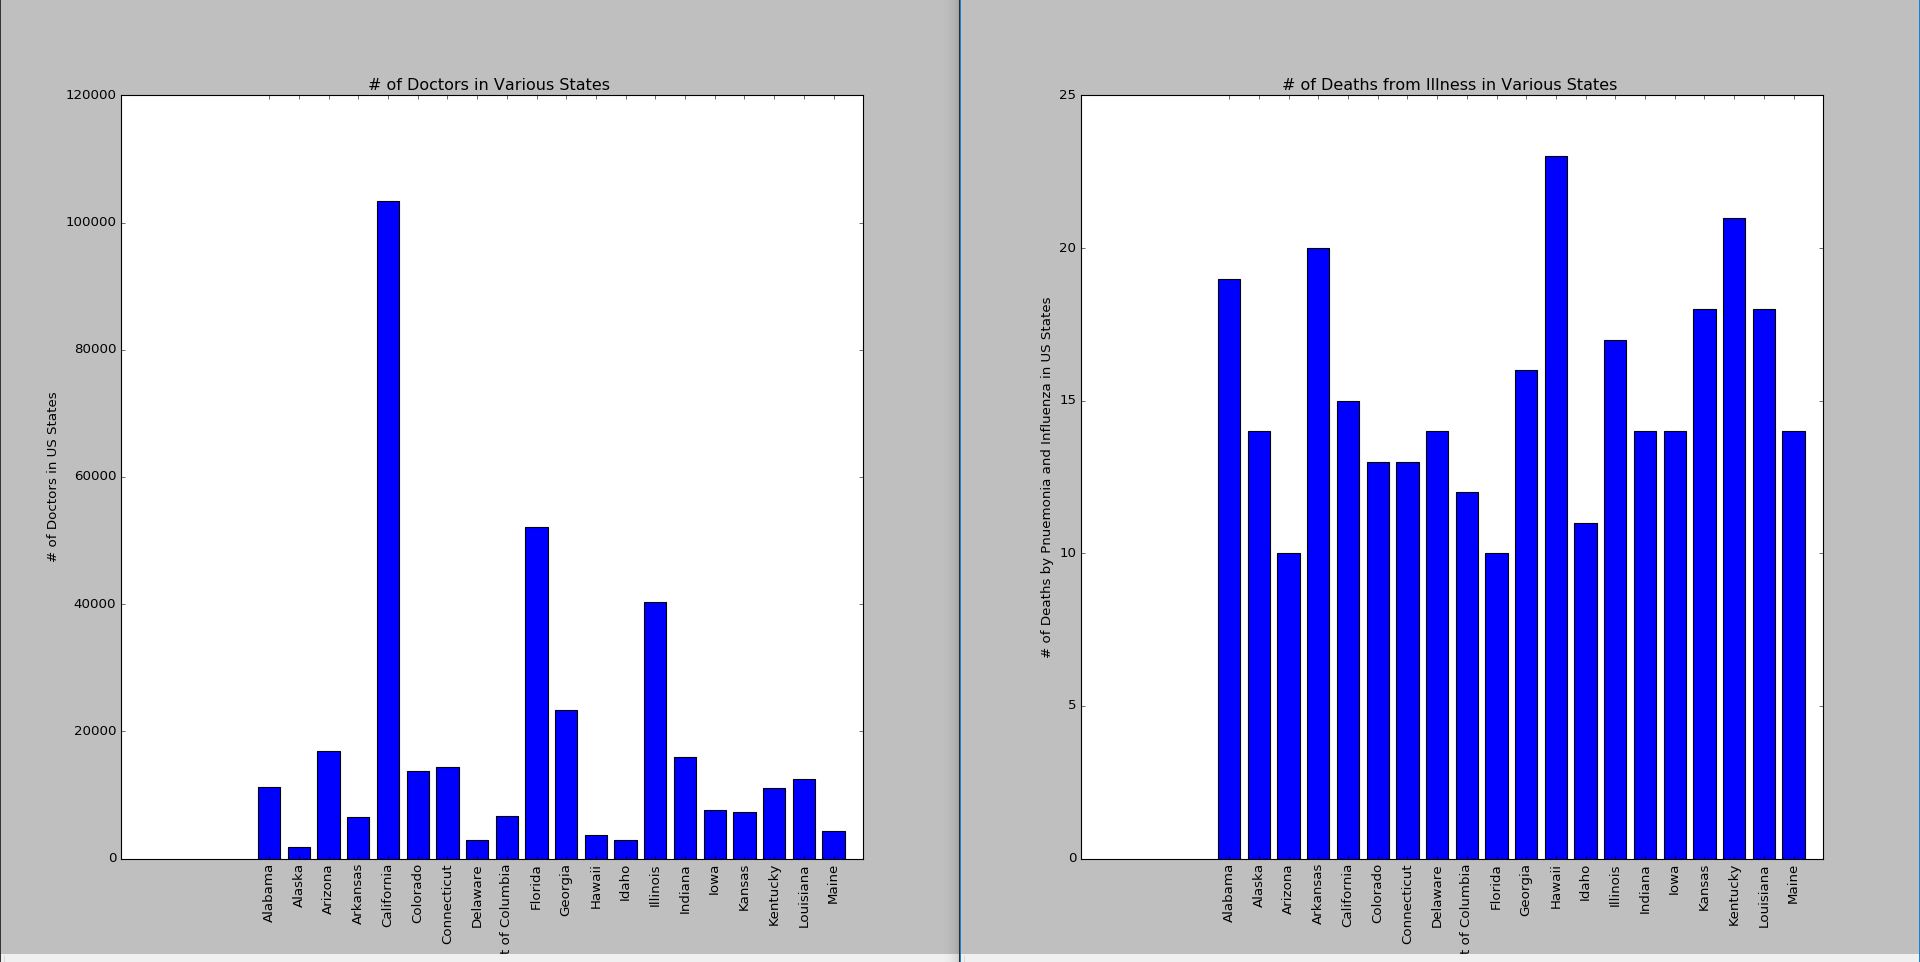 # of Doctors in Various States
120000
100000
80000
60000
40000
20000
0
# of Doctors in US States
Alabama
Alaska
Arizona
Arkansas
California
Colorado
Connecticut
Delaware
t of Columbia
Florida
Georgia
Hawaii
Idaho
Illinois
Indiana
Iowa
Kansas
Kentucky
Louisiana
Maine
# of Deaths from Illness in Various States
25
20
15
10
5
0
# of Deaths by Pnuemonia and Influenza in US States
Alabama
Alaska
Arizona
Arkansas
California
Colorado
Connecticut
Delaware
t of Columbia
Florida
Georgia
Hawaii
Idaho
Illinois
Indiana
Iowa
Kansas
Kentucky
Louisiana
Maine